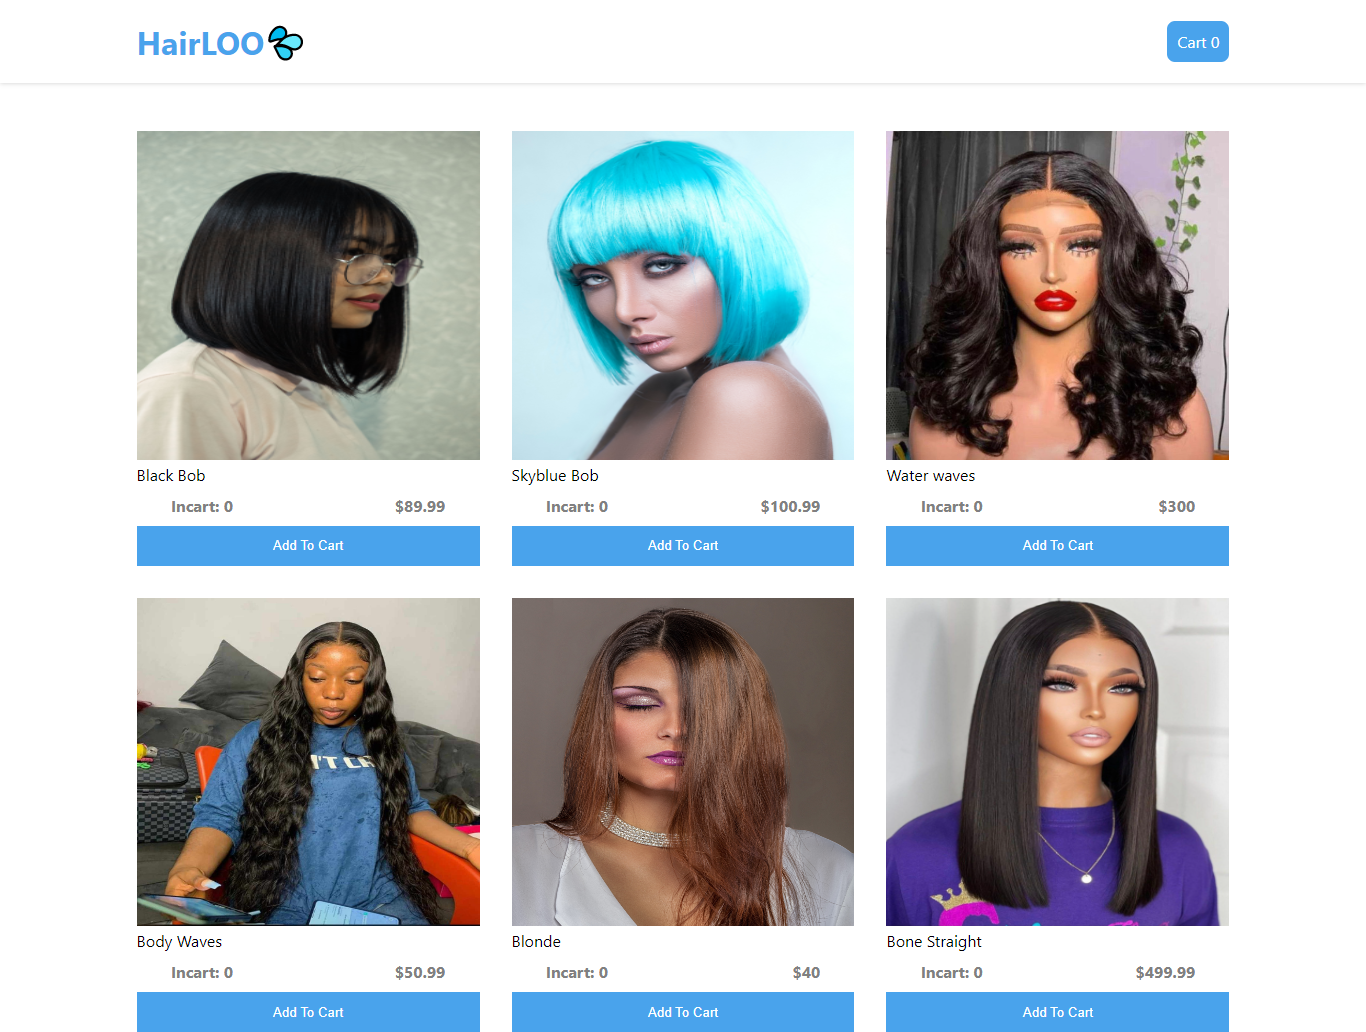 HairLOO
Cart 0
Black Bob
Incart: 0
$89.99
Add To Cart
Skyblue Bob
Incart: 0
$100.99
Add To Cart
Water waves
Incart: 0
$300
Add To Cart
Body Waves
Incart: 0
$50.99
Add To Cart
Blonde
Incart: 0
$40
Add To Cart
Bone Straight
Incart: 0
$499.99
Add To Cart